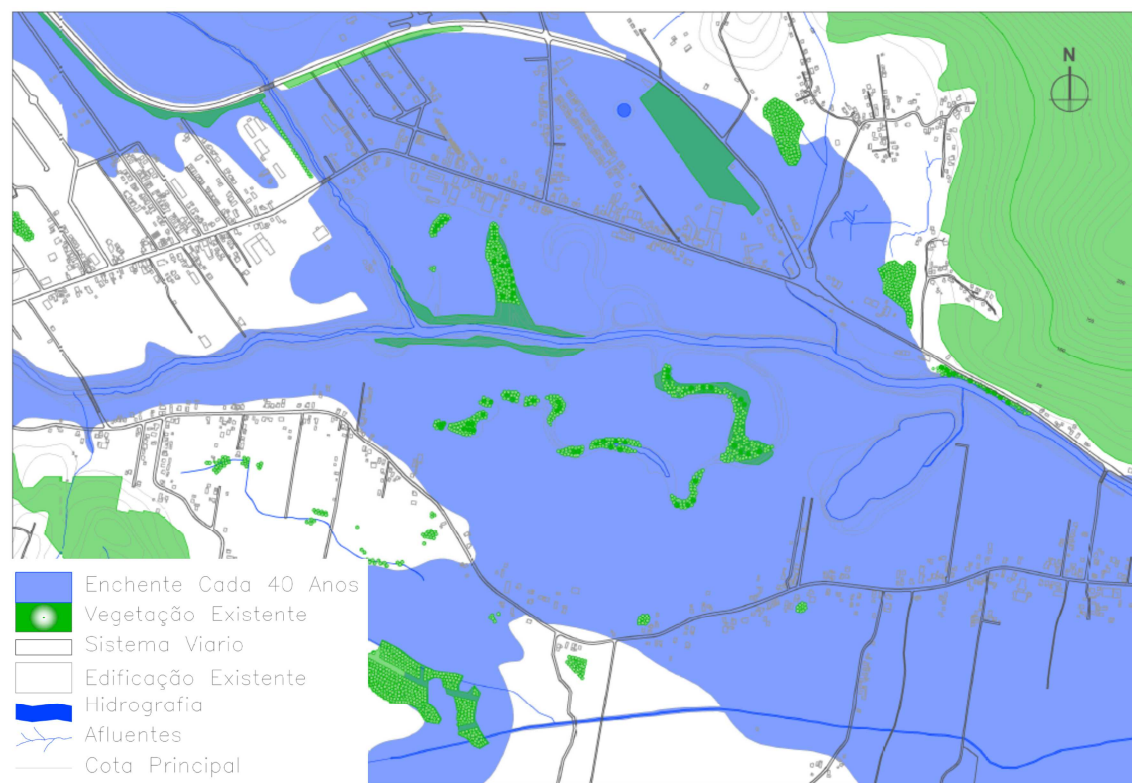 N
Enchente Cada 40 Anos
Vegetação Existente
Sistema Viario
Edificação Existente
Hidrografia
Afluentes
Cota Principal